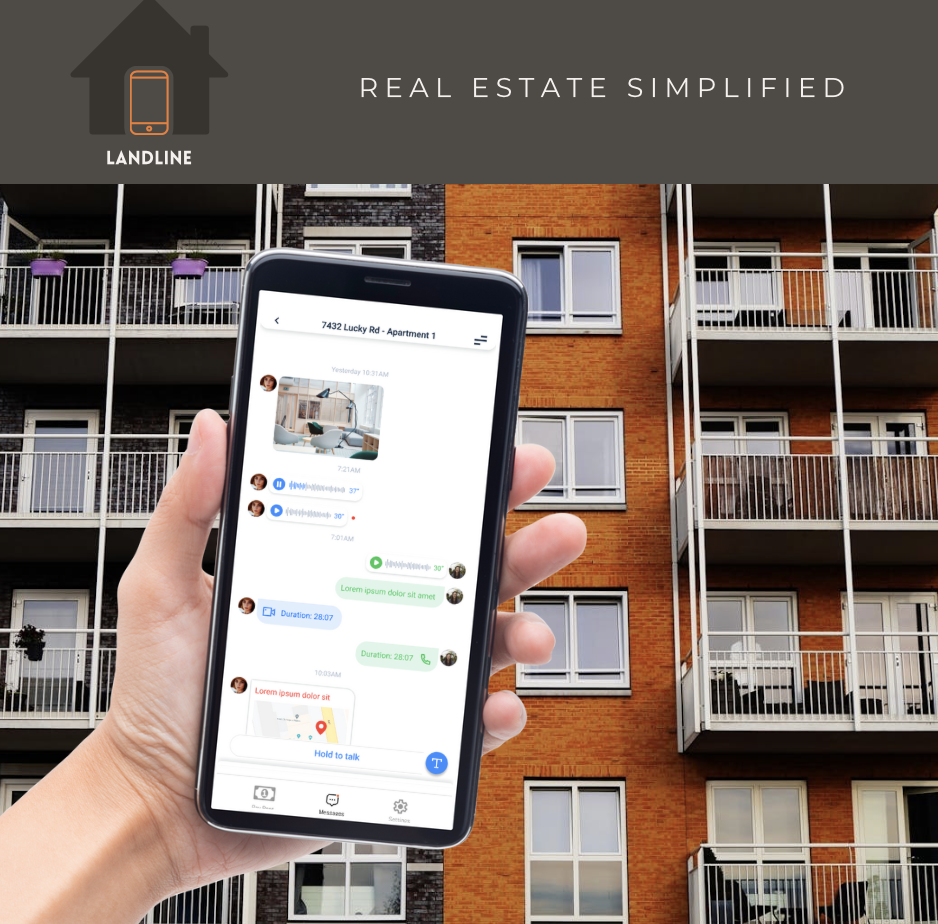 REAL ESTATE SIMPLIFIED
LANDLINE
7432 Lucky Rd - Apartment 1
Yesterday 10:31AM
7:21AM
37"
30"
7:01AM
30"
Lorem ipsum dolor sit amet
Duration: 28:07
Duration: 28:07
10:03AM
Lorem ipsum dolor sit
Hold to talk
T
Messages
Settings